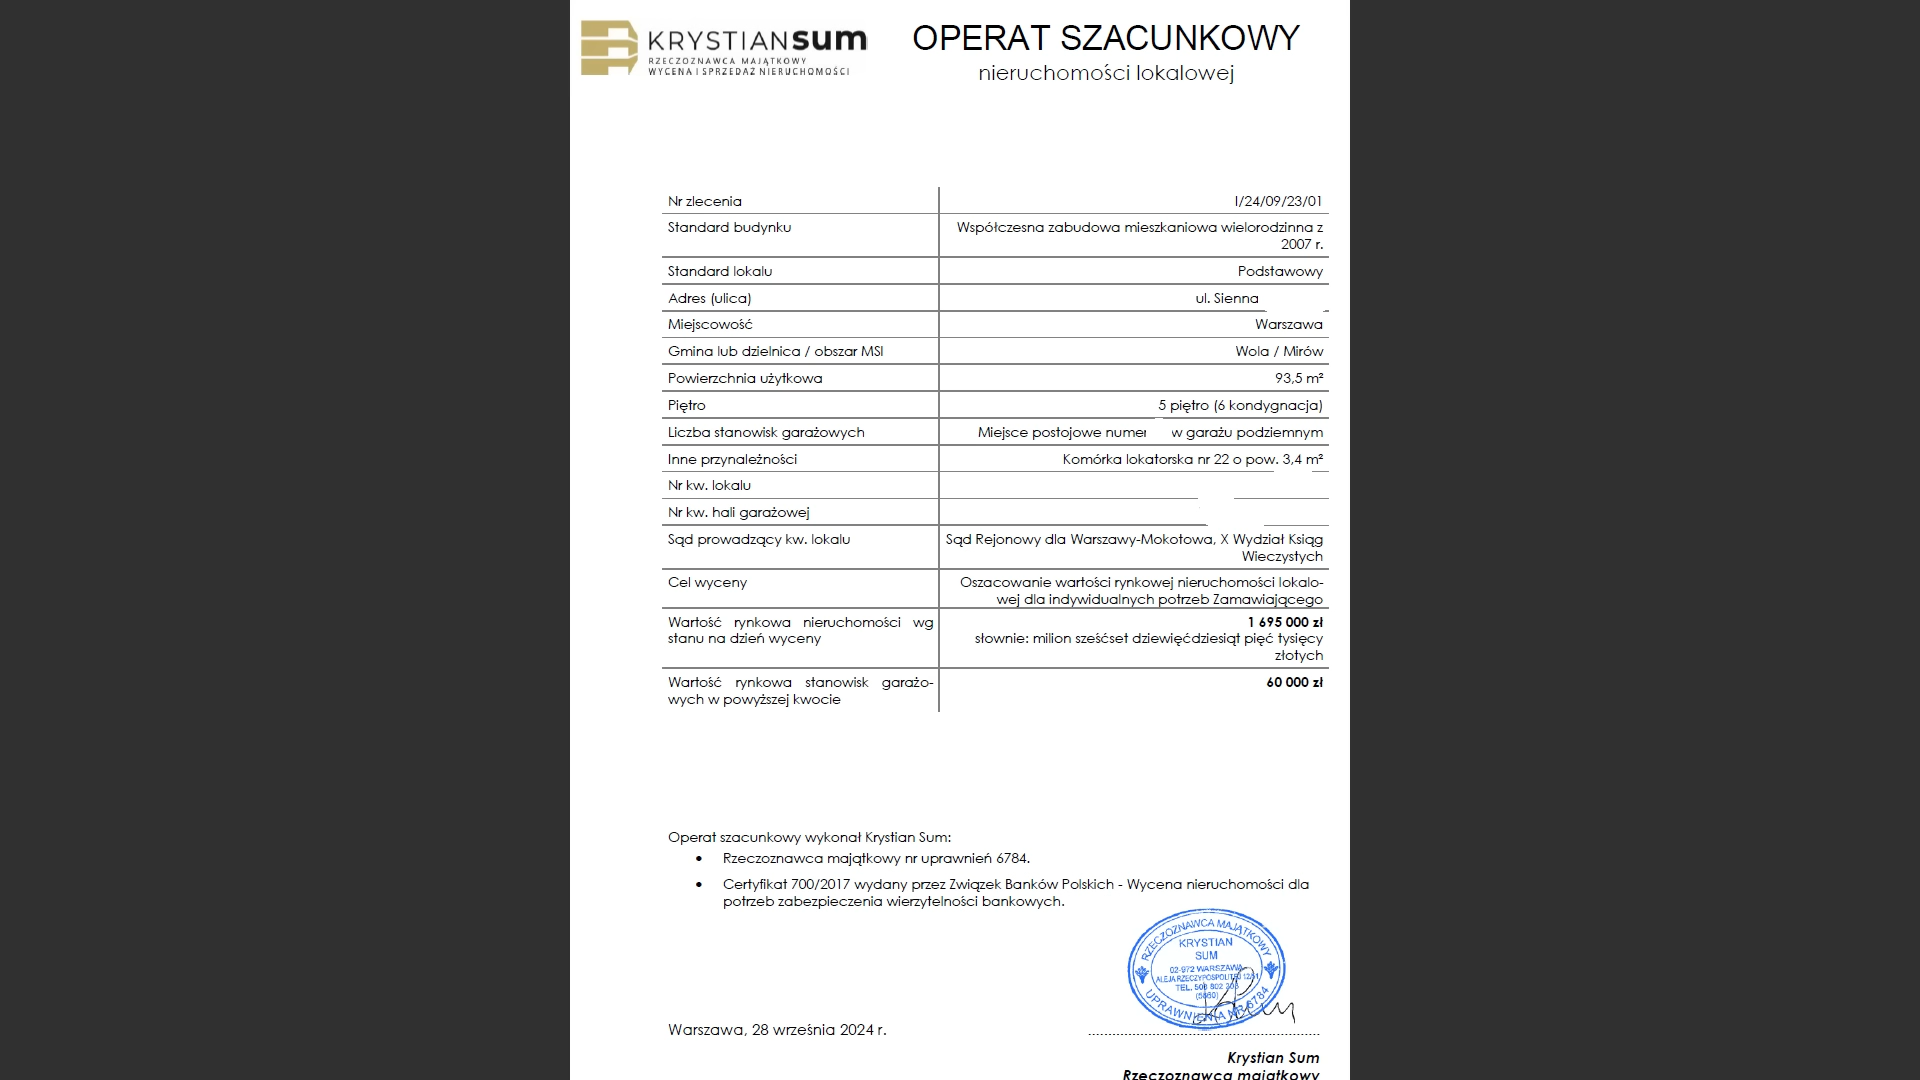 KRYSTIANsum
RZECZOZNAWCA MAJĄTKOWY
WYCENA I SPRZEDAŻ NIERUCHOMOŚCI
OPERAT SZACUNKOWY
nieruchomości lokalowej
Nr zlecenia I/24/09/23/01
Standard budynku Współczesna zabudowa mieszkaniowa wielorodzinna z
2007 r.
Standard lokalu Podstawowy
Adres (ulica) ul. Sienna
Miejscowość Warszawa
Gmina lub dzielnica / obszar MSI Wola / Mirów
Powierzchnia użytkowa 93,5 m²
Piętro 5 piętro (6 kondygnacja)
Liczba stanowisk garażowych Miejsce postojowe numer w garażu podziemnym
Inne przynależności Komórka lokatorska nr 22 o pow. 3,4 m²
Nr kw. lokalu
Nr kw. hali garażowej
Sąd prowadzący kw. lokalu Sąd Rejonowy dla Warszawy-Mokotowa, X Wydział Ksiąg
Wieczystych
Cel wyceny Oszacowanie wartości rynkowej nieruchomości lokalo-
wej dla indywidualnych potrzeb Zamawiającego
Wartość rynkowa nieruchomości wg 1 695 000 zł
stanu na dzień wyceny słownie: milion sześćset dziewięćdziesiąt pięć tysięcy
złotych
Wartość rynkowa stanowisk garażo- 60 000 zł
wych w powyższej kwocie
Operat szacunkowy wykonał Krystian Sum:
• Rzeczoznawca majątkowy nr uprawnień 6784.
• Certyfikat 700/2017 wydany przez Związek Banków Polskich - Wycena nieruchomości dla
potrzeb zabezpieczenia wierzytelności bankowych.
RZECZOZNAWCA MAJĄTKOWY
KRYSTIAN
SUM
02-972 WARSZAWA
ALEJA RZECZYPOSPOLITEJ
TEL. 508 802
UPRAWNIENIA NR 6784
Warszawa, 28 września 2024 r.
Krystian Sum
Rzeczoznawca majątkowy